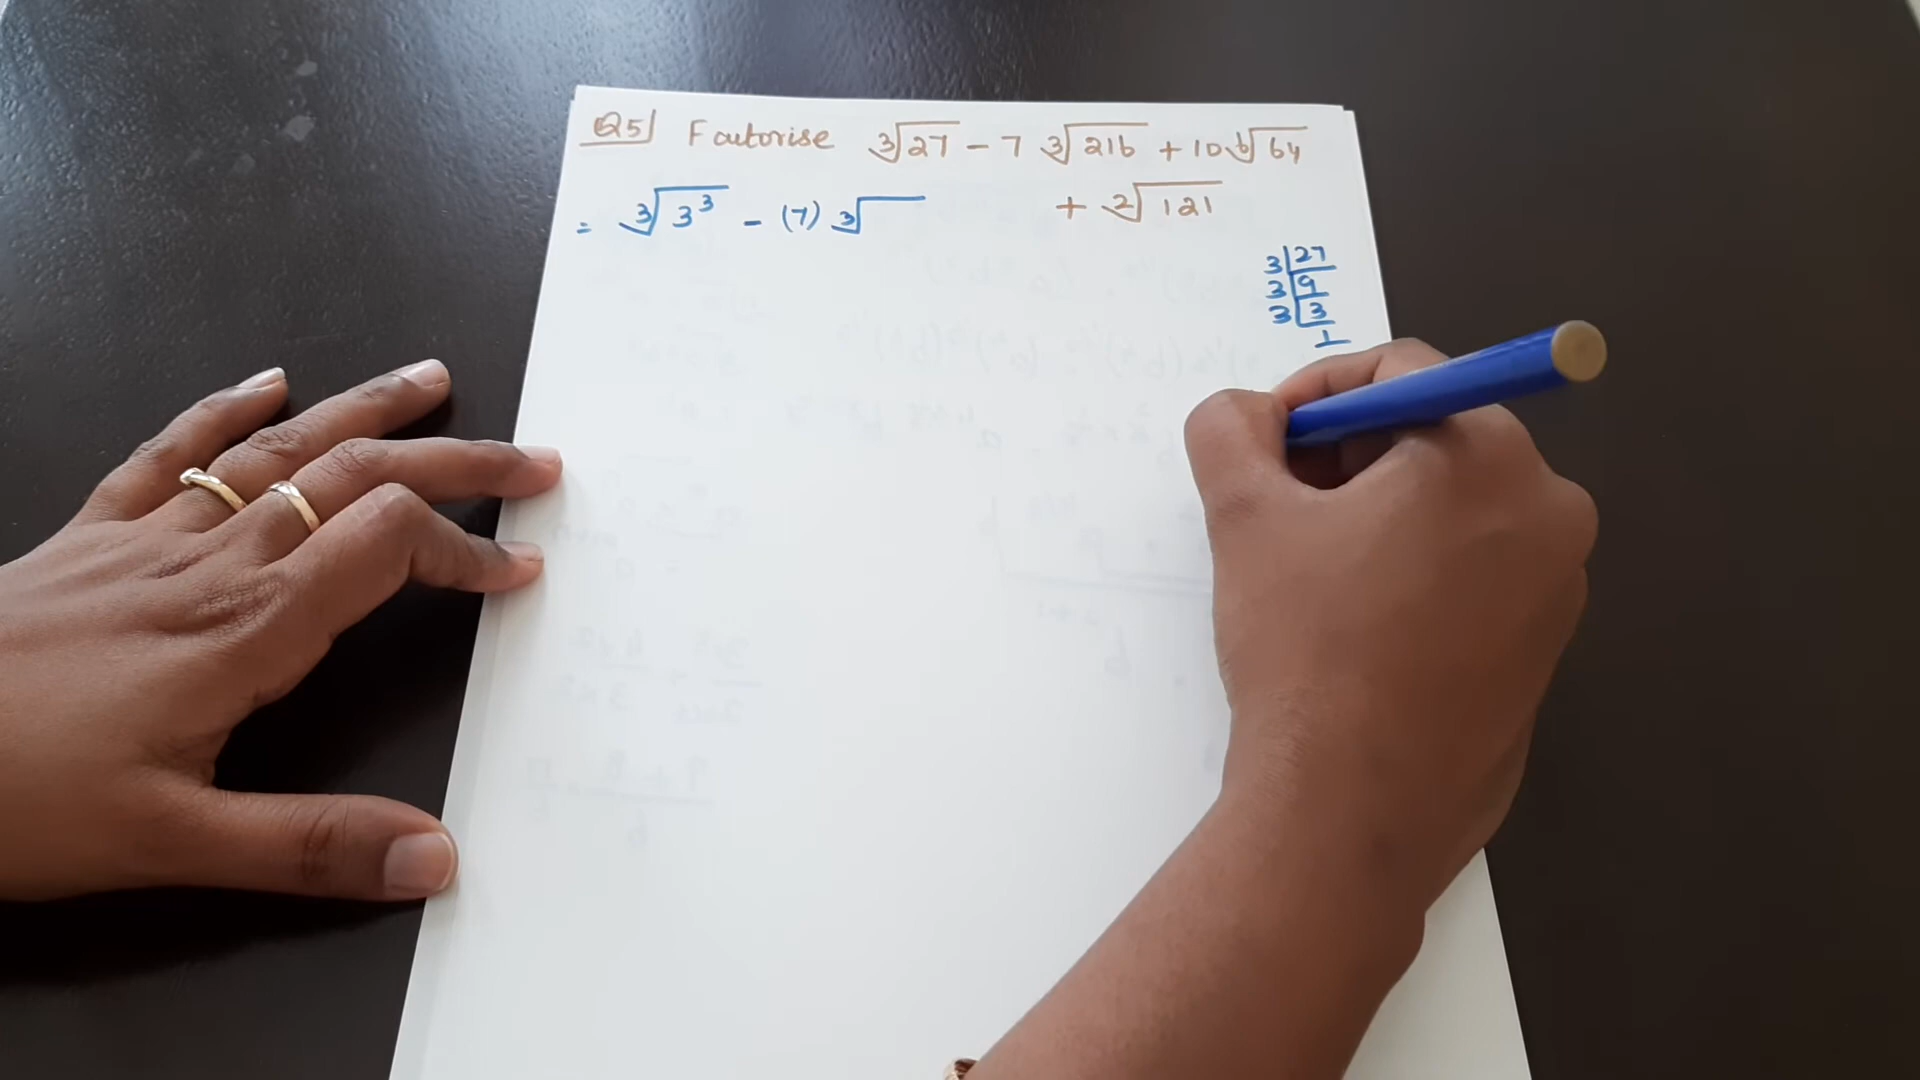 Q5 Factorise ∛27 - 7 ∛216 + 10 ⁶√64
+ ²√121
= ∛3³ - (7) ∛
3|27
3|9
3|3
1